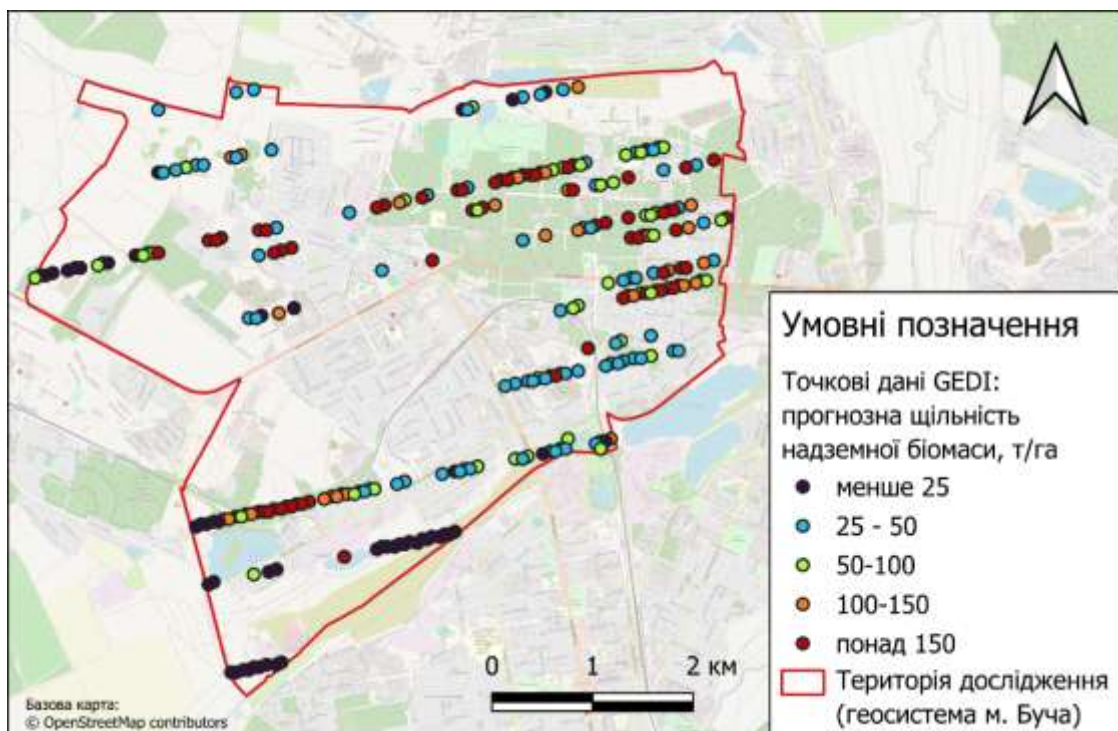 Умовні позначення
Точкові дані GEDI:
прогнозна щільність
надземної біомаси, т/га
менше 25
25 - 50
50-100
100-150
понад 150
Територія дослідження
(геосистема м. Буча)
0 1 2 км
Базова карта:
© OpenStreetMap contributors